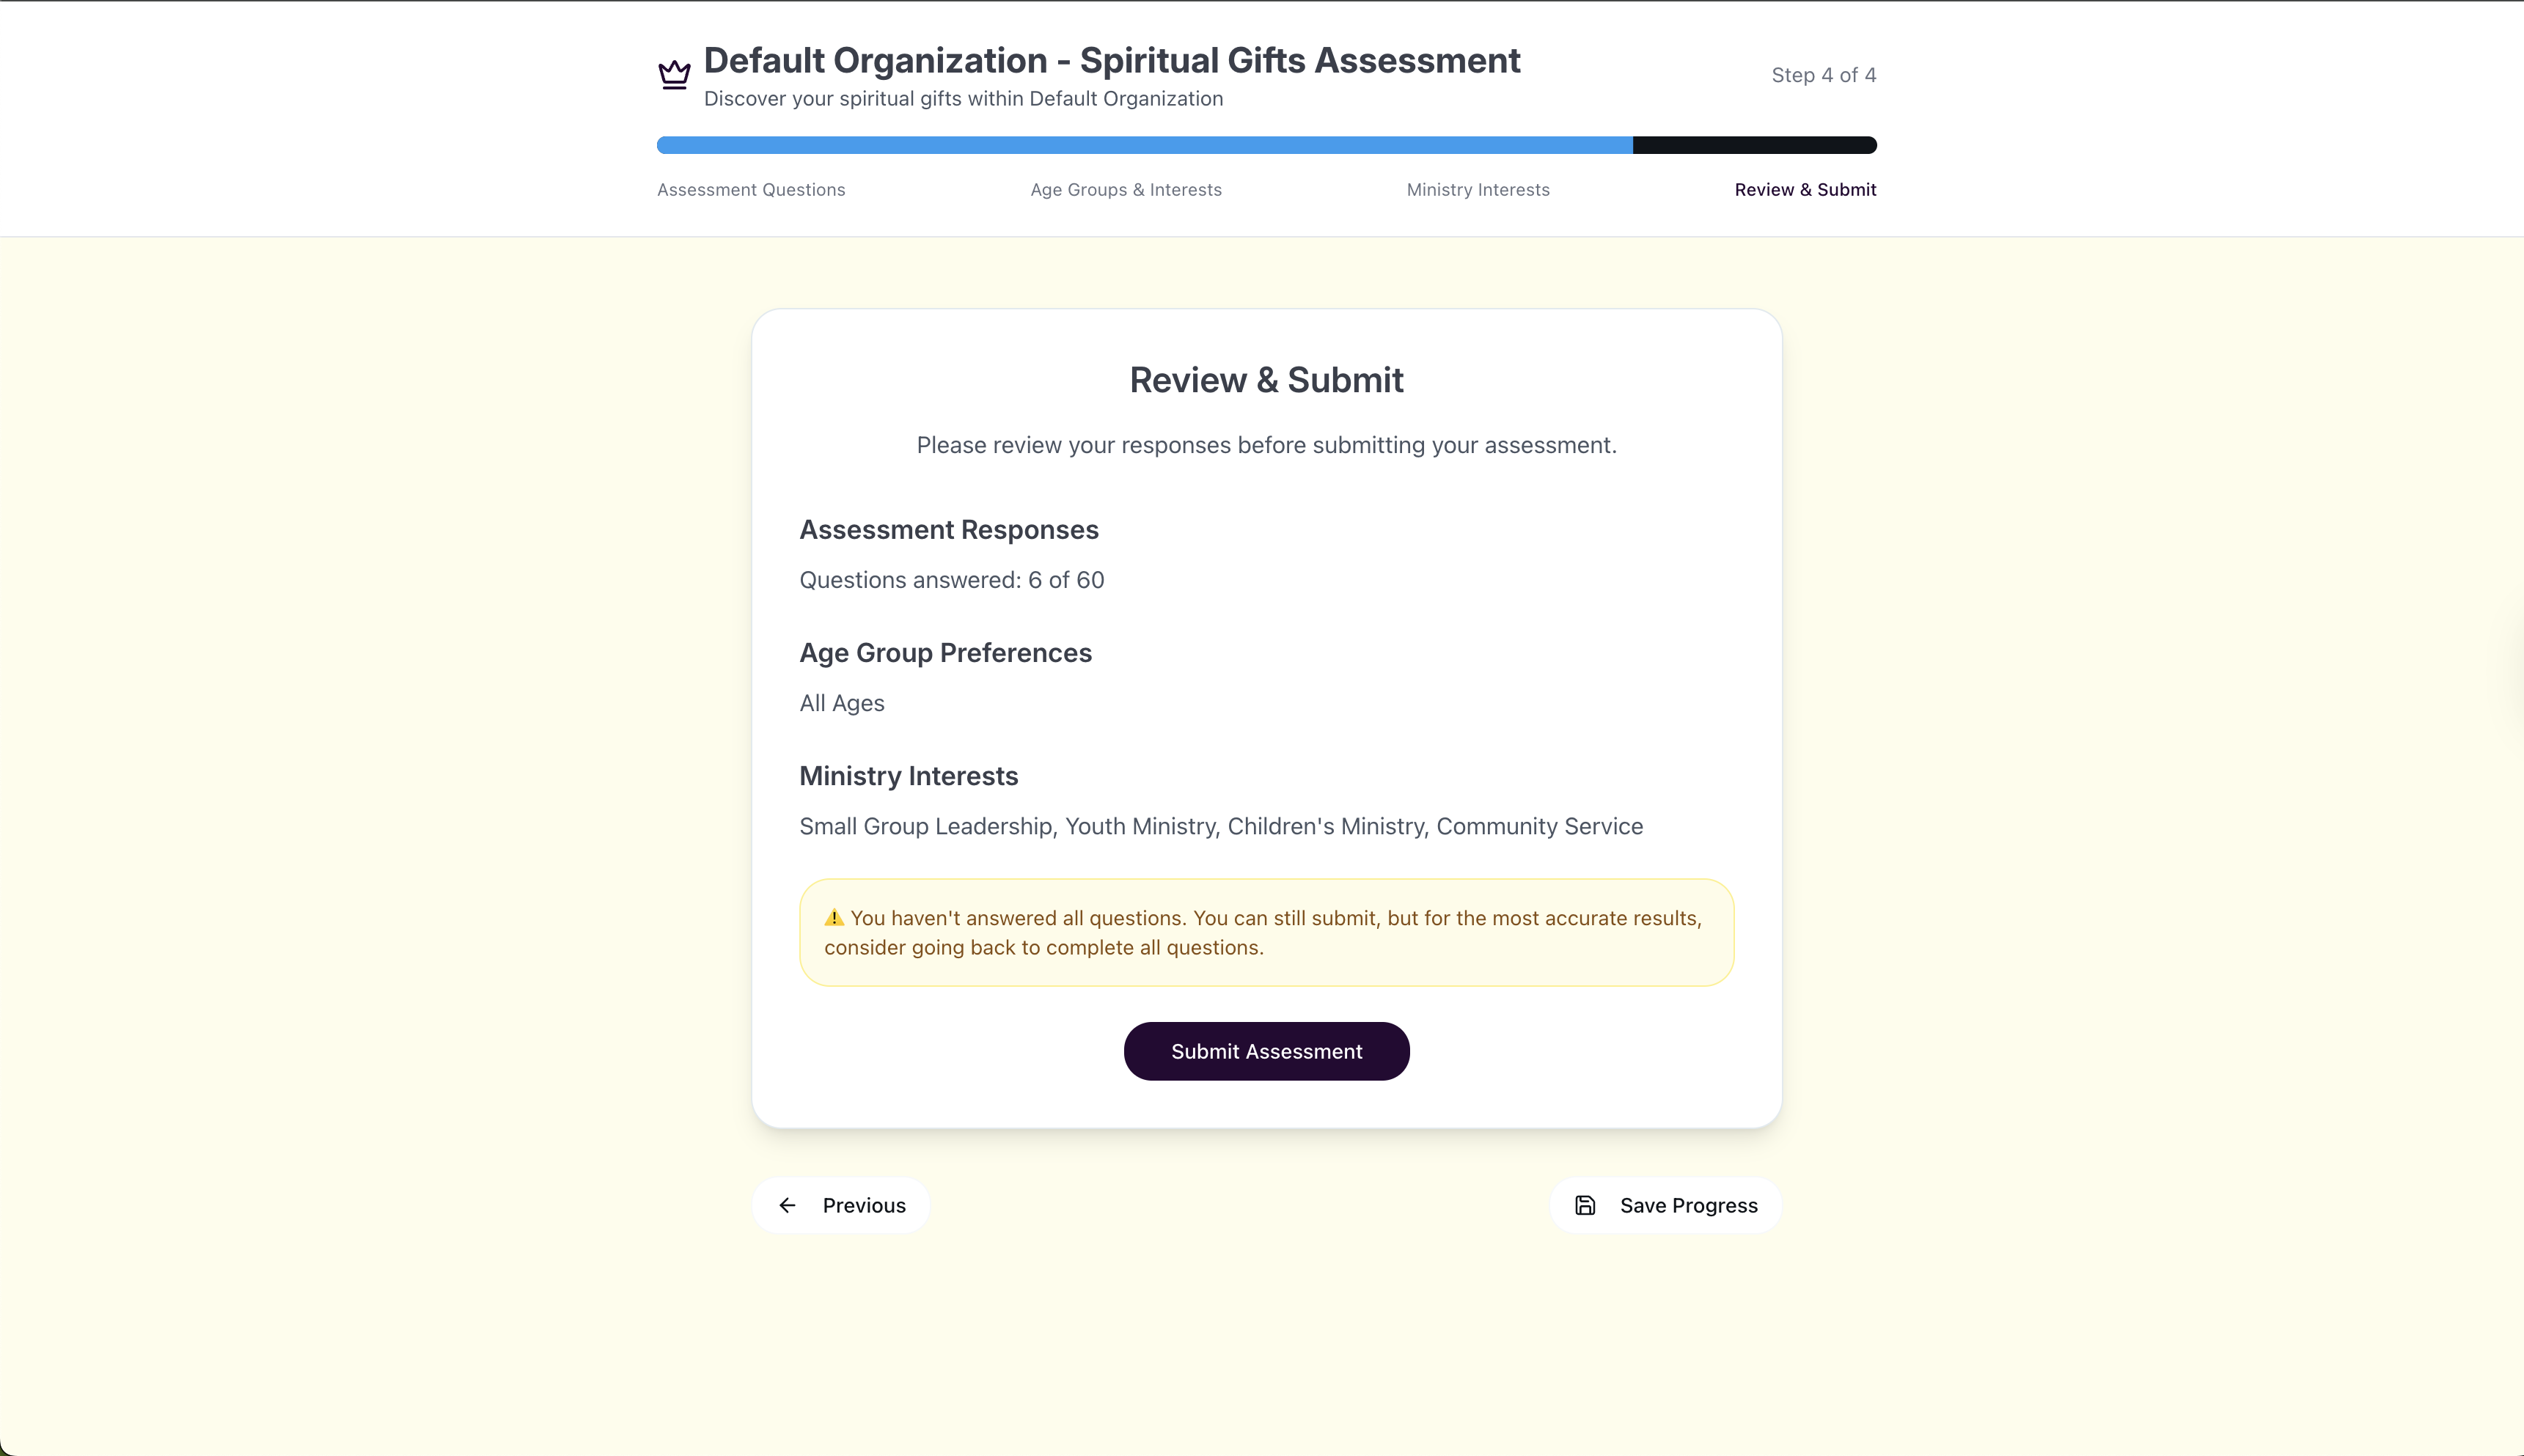 Default Organization - Spiritual Gifts Assessment
Discover your spiritual gifts within Default Organization
Step 4 of 4
Assessment Questions
Age Groups & Interests
Ministry Interests
Review & Submit
Review & Submit
Please review your responses before submitting your assessment.
Assessment Responses
Questions answered: 6 of 60
Age Group Preferences
All Ages
Ministry Interests
Small Group Leadership, Youth Ministry, Children's Ministry, Community Service
⚠️ You haven't answered all questions. You can still submit, but for the most accurate results,
consider going back to complete all questions.
Submit Assessment
Previous
Save Progress